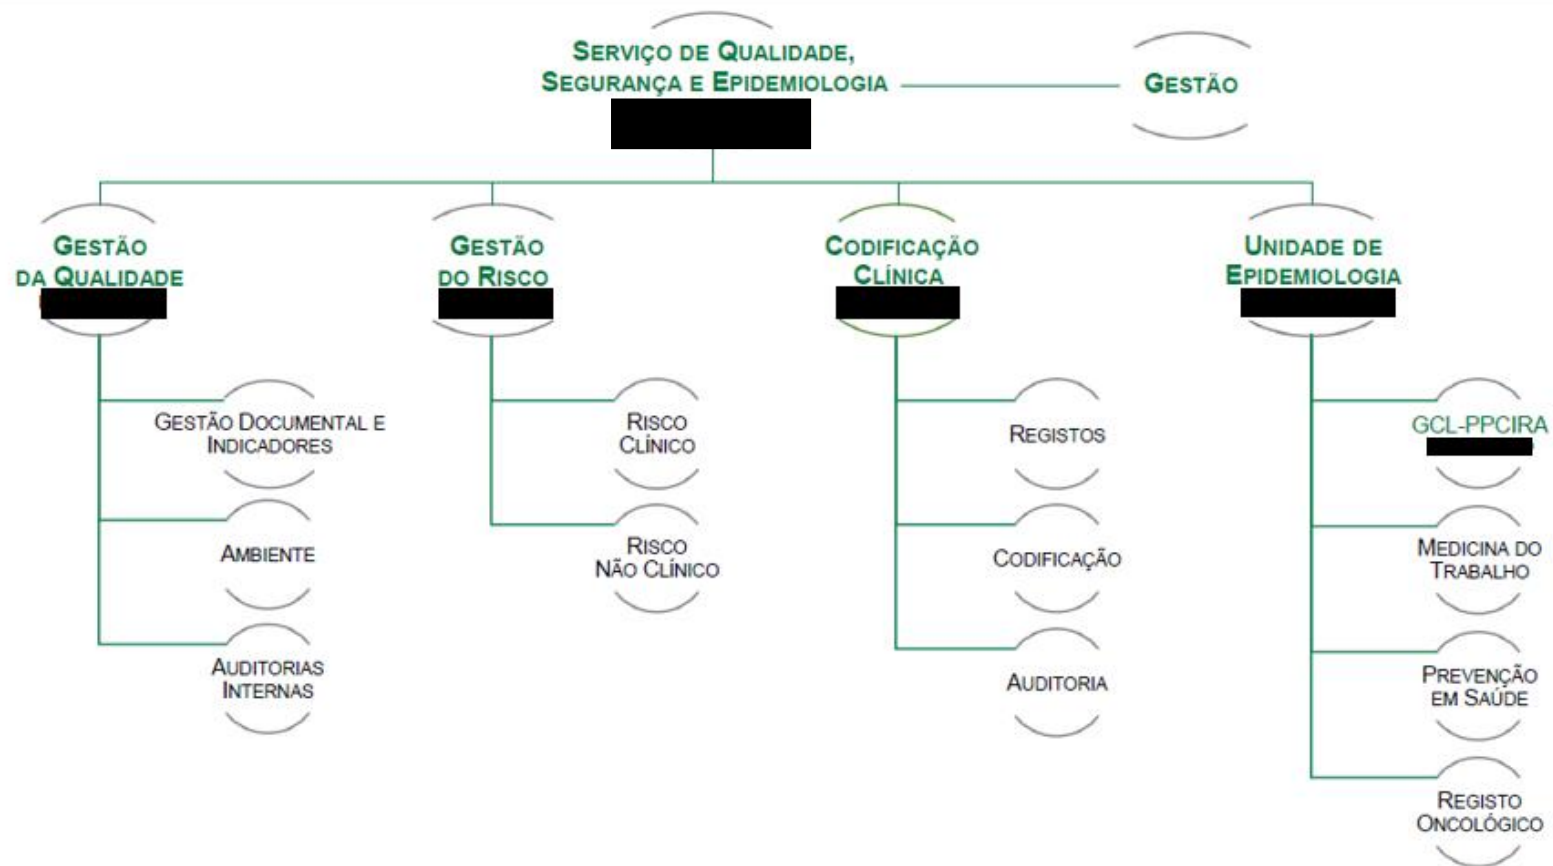 SERVIÇO DE QUALIDADE,
SEGURANÇA E EPIDEMIOLOGIA
GESTÃO
GESTÃO
DA QUALIDADE
GESTÃO
DO RISCO
CODIFICAÇÃO
CLÍNICA
UNIDADE DE
EPIDEMIOLOGIA
GESTÃO DOCUMENTAL E
INDICADORES
AMBIENTE
AUDITORIAS
INTERNAS
RISCO
CLÍNICO
RISCO
NÃO CLÍNICO
REGISTOS
CODIFICAÇÃO
AUDITORIA
GCL-PPCIRA
MEDICINA DO
TRABALHO
PREVENÇÃO
EM SAÚDE
REGISTO
ONCOLÓGICO